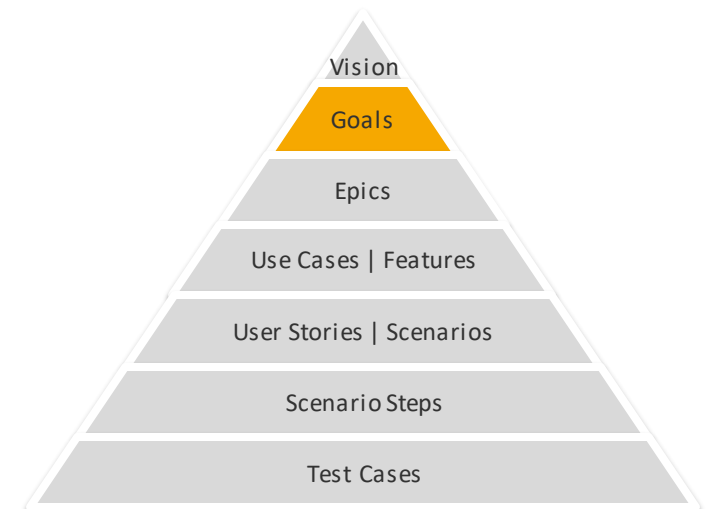 Vision
Goals
Epics
Use Cases | Features
User Stories | Scenarios
Scenario Steps
Test Cases